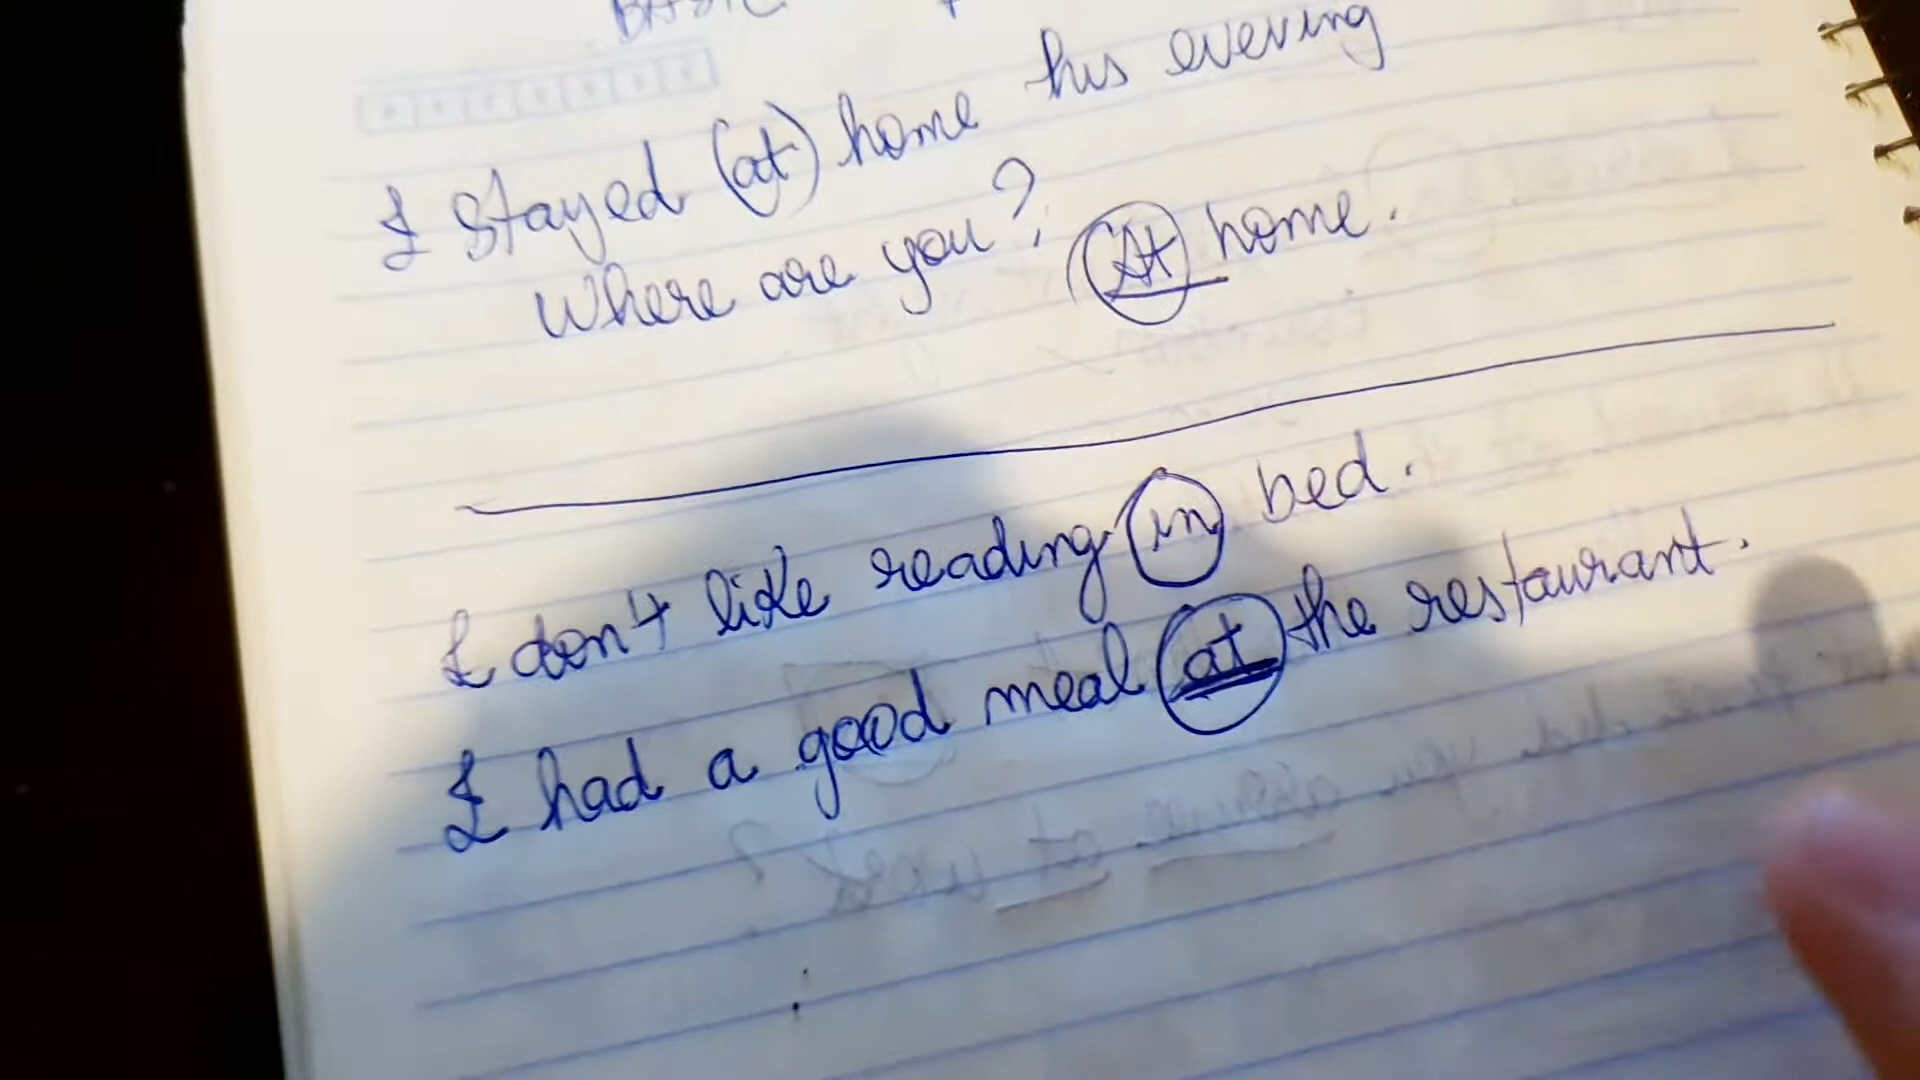 BASIC
I stayed (at) home this evening
Where are you? At home.
I don't like reading in bed.
I had a good meal at the restaurant.